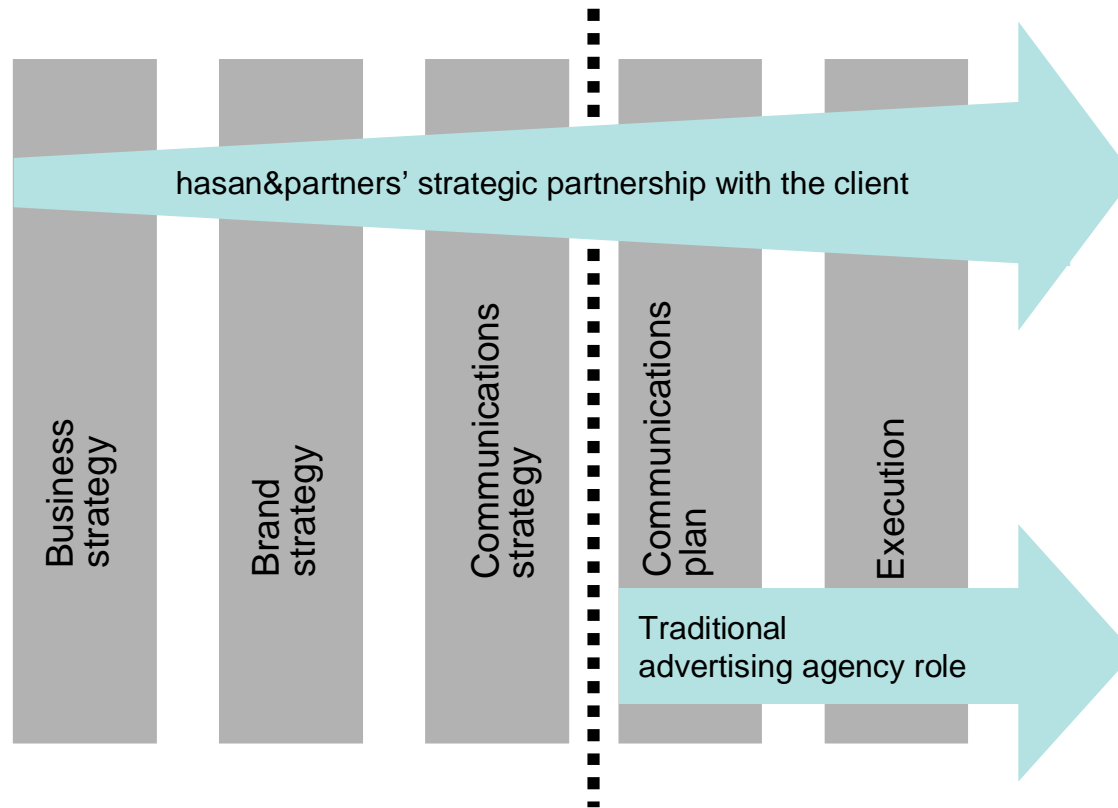 hasan&partners’ strategic partnership with the client
Business
strategy
Brand
strategy
Communications
strategy
Communications
plan
Execution
Traditional
advertising agency role